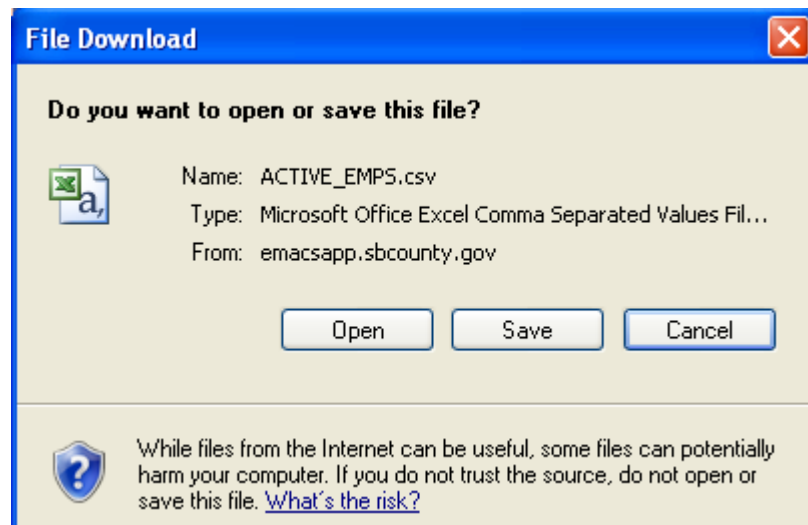 File Download
Do you want to open or save this file?
Name: ACTIVE_EMPS.csv
Type: Microsoft Office Excel Comma Separated Values Fil...
From: emacsapp.sbcounty.gov
Open Save Cancel
While files from the Internet can be useful, some files can potentially
harm your computer. If you do not trust the source, do not open or
save this file. What's the risk?